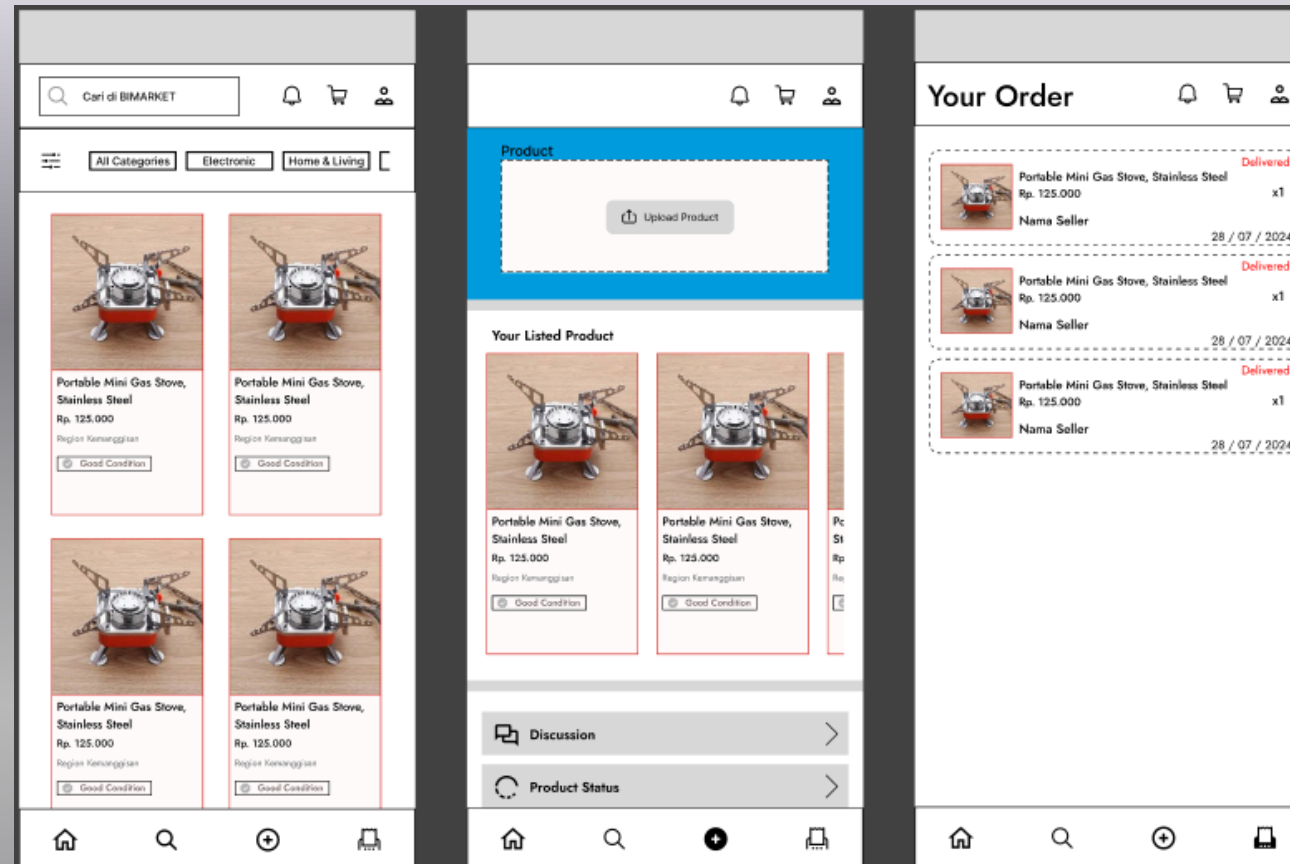 Cari di BIMARKET
All Categories
Electronic
Home & Living
Portable Mini Gas Stove,
Stainless Steel
Rp. 125.000
Region Kemanggisan
Good Condition
Portable Mini Gas Stove,
Stainless Steel
Rp. 125.000
Region Kemanggisan
Good Condition
Portable Mini Gas Stove,
Stainless Steel
Rp. 125.000
Region Kemanggisan
Good Condition
Portable Mini Gas Stove,
Stainless Steel
Rp. 125.000
Region Kemanggisan
Good Condition
Product
Upload Product
Your Listed Product
Portable Mini Gas Stove,
Stainless Steel
Rp. 125.000
Region Kemanggisan
Good Condition
Portable Mini Gas Stove,
Stainless Steel
Rp. 125.000
Region Kemanggisan
Good Condition
Discussion
Product Status
Your Order
Delivered
Portable Mini Gas Stove, Stainless Steel
Rp. 125.000
x1
Nama Seller
28 / 07 / 2024
Delivered
Portable Mini Gas Stove, Stainless Steel
Rp. 125.000
x1
Nama Seller
28 / 07 / 2024
Delivered
Portable Mini Gas Stove, Stainless Steel
Rp. 125.000
x1
Nama Seller
28 / 07 / 2024